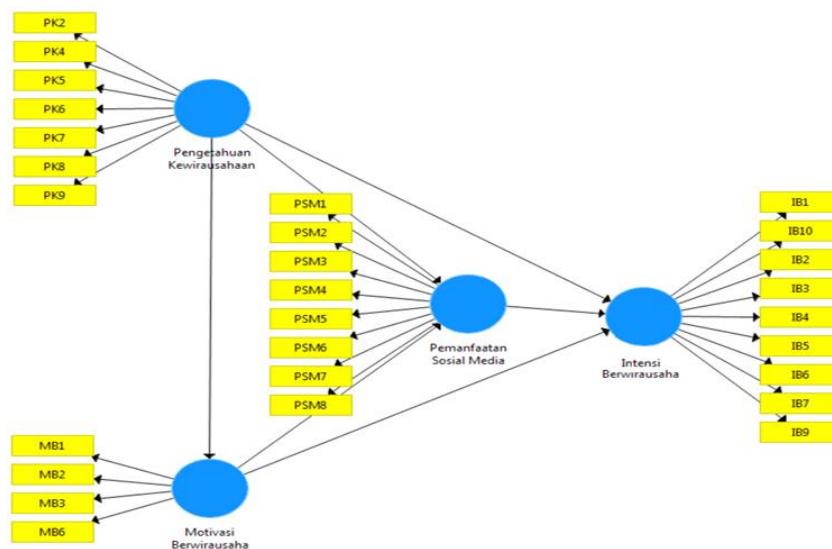 PK2
PK4
PK5
PK6
PK7
PK8
PK9
Pengetahuan
Kewirausahaan
PSM1
PSM2
PSM3
PSM4
PSM5
PSM6
PSM7
PSM8
Pemanfaatan
Sosial Media
IB1
IB10
IB2
IB3
IB4
IB5
IB6
IB7
IB9
Intensi
Berwirausaha
MB1
MB2
MB3
MB6
Motivasi
Berwirausaha